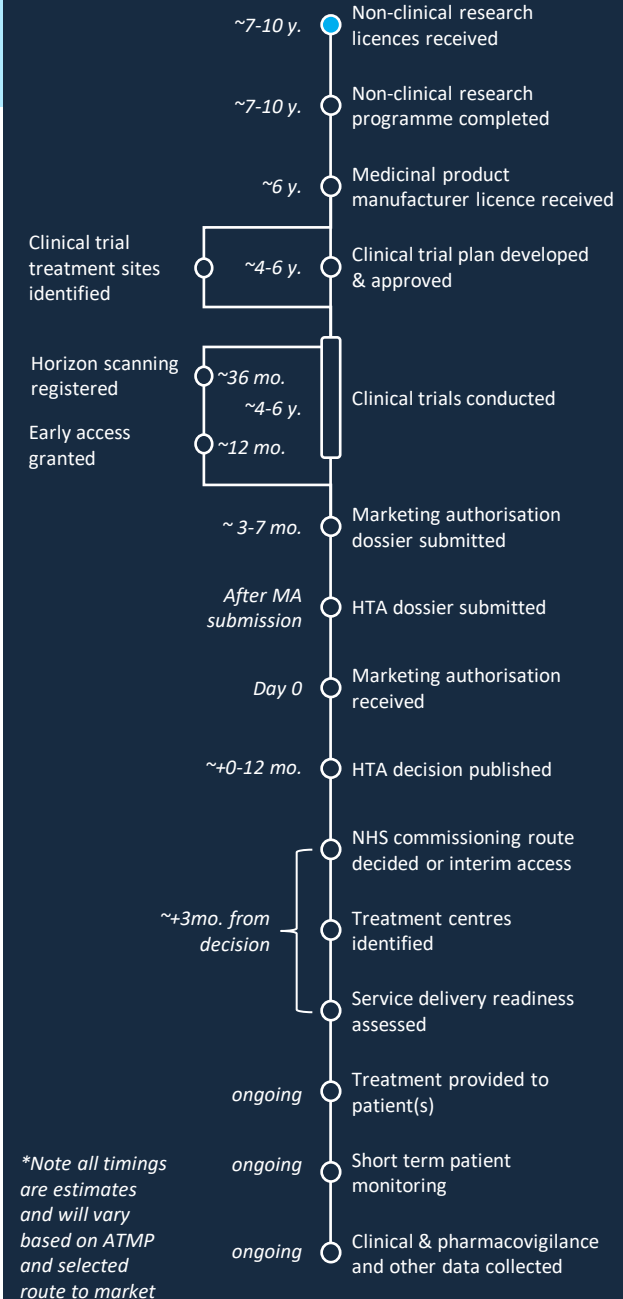 ~7-10 y.
Non-clinical research
licences received
~7-10 y.
Non-clinical research
programme completed
~6 y.
Medicinal product
manufacturer licence received
Clinical trial
treatment sites
identified
~4-6 y.
Clinical trial plan developed
& approved
Horizon scanning
registered
~36 mo.
~4-6 y.
Clinical trials conducted
Early access
granted
~12 mo.
~ 3-7 mo.
Marketing authorisation
dossier submitted
After MA
submission
HTA dossier submitted
Day 0
Marketing authorisation
received
~+0-12 mo.
HTA decision published
NHS commissioning route
decided or interim access
~+3mo. from
decision
Treatment centres
identified
Service delivery readiness
assessed
ongoing
Treatment provided to
patient(s)
ongoing
Short term patient
monitoring
ongoing
Clinical & pharmacovigilance
and other data collected
*Note all timings
are estimates
and will vary
based on ATMP
and selected
route to market